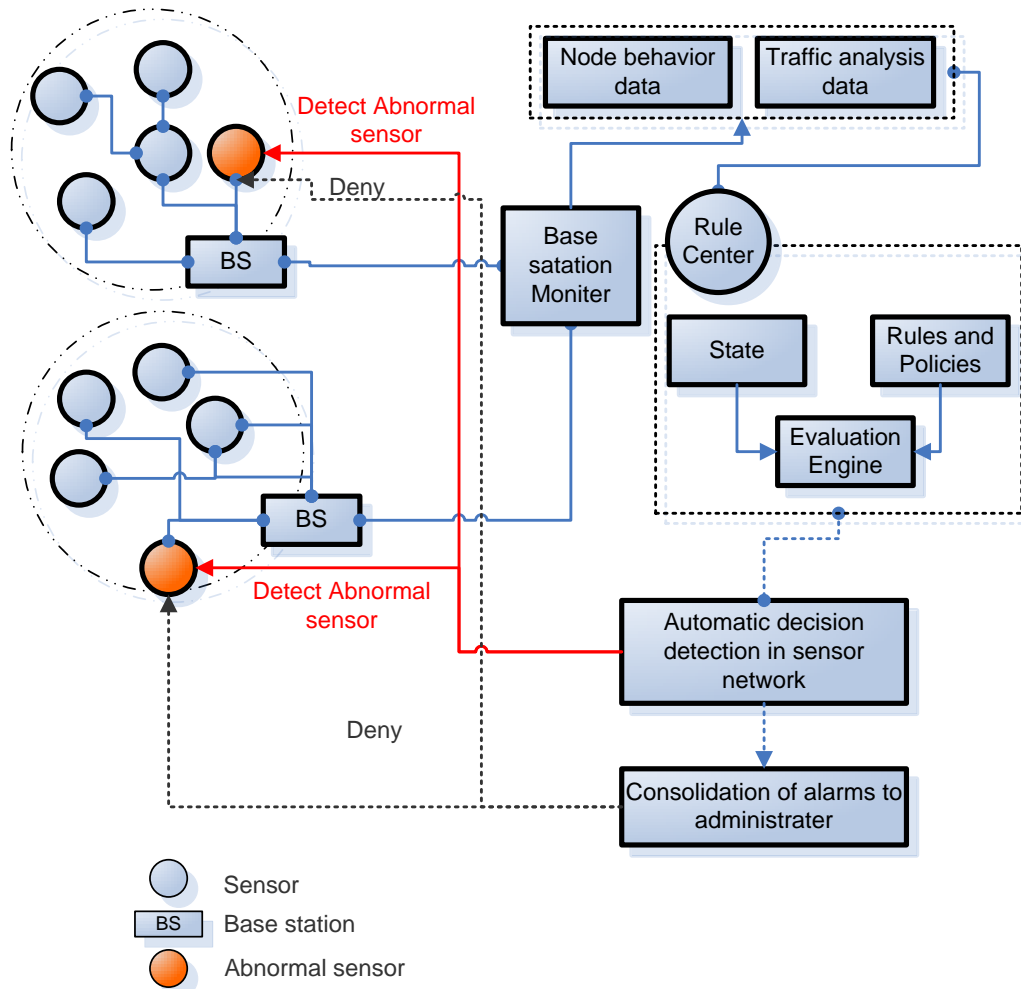 Node behavior
data
Traffic analysis
data
Detect Abnormal
sensor
Deny
BS
Base
satation
Moniter
Rule
Center
State
Rules and
Policies
Evaluation
Engine
BS
Detect Abnormal
sensor
Automatic decision
detection in sensor
network
Deny
Consolidation of alarms to
administrater
Sensor
BS
Base station
Abnormal sensor